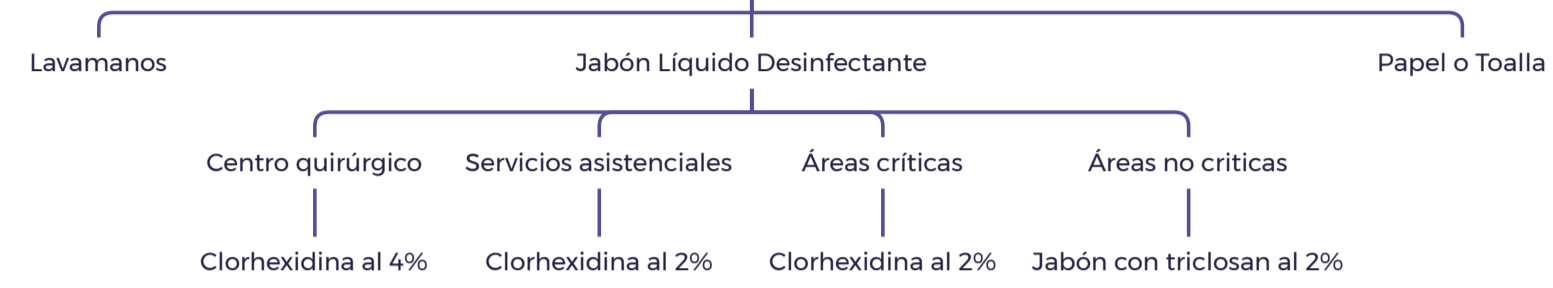 Lavamanos
Jabón Líquido Desinfectante
Papel o Toalla
Centro quirúrgico
Servicios asistenciales
Áreas críticas
Áreas no criticas
Clorhexidina al 4%
Clorhexidina al 2%
Clorhexidina al 2%
Jabón con triclosan al 2%